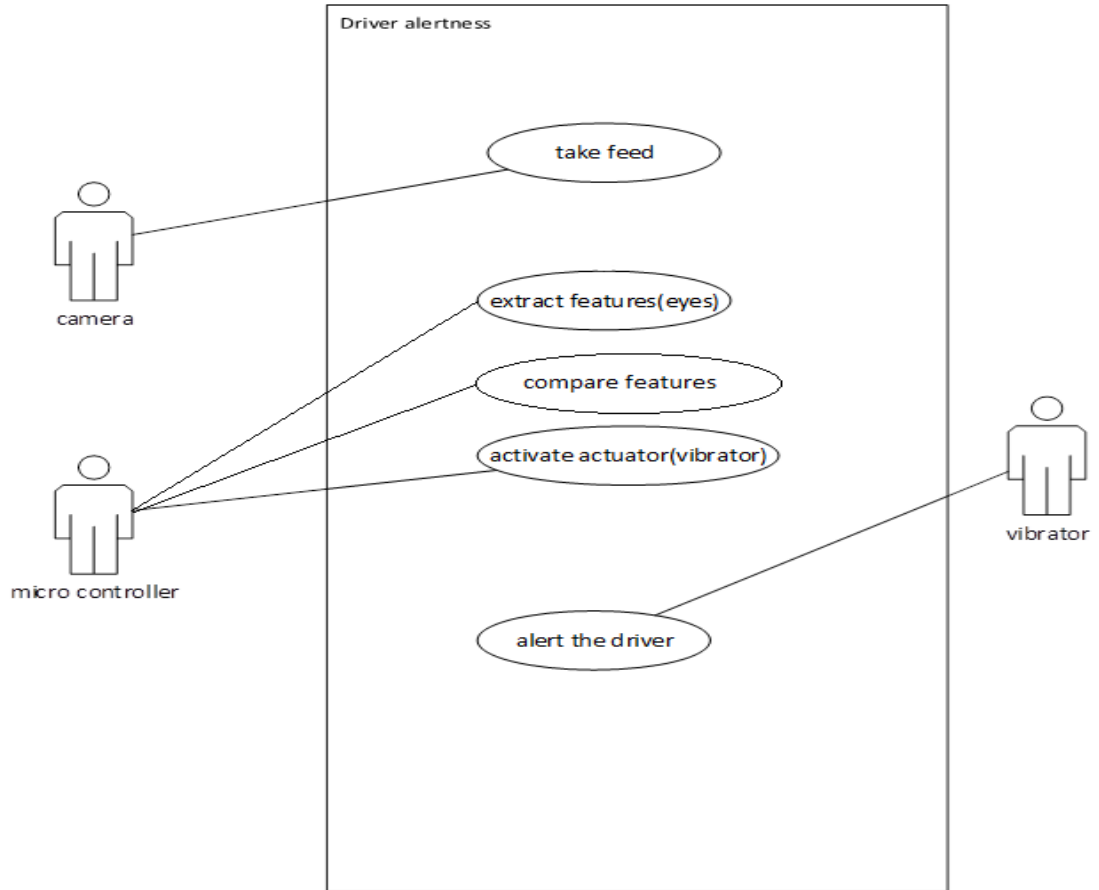 Driver alertness
take feed
camera
extract features(eyes)
compare features
activate actuator(vibrator)
vibrator
micro controller
alert the driver